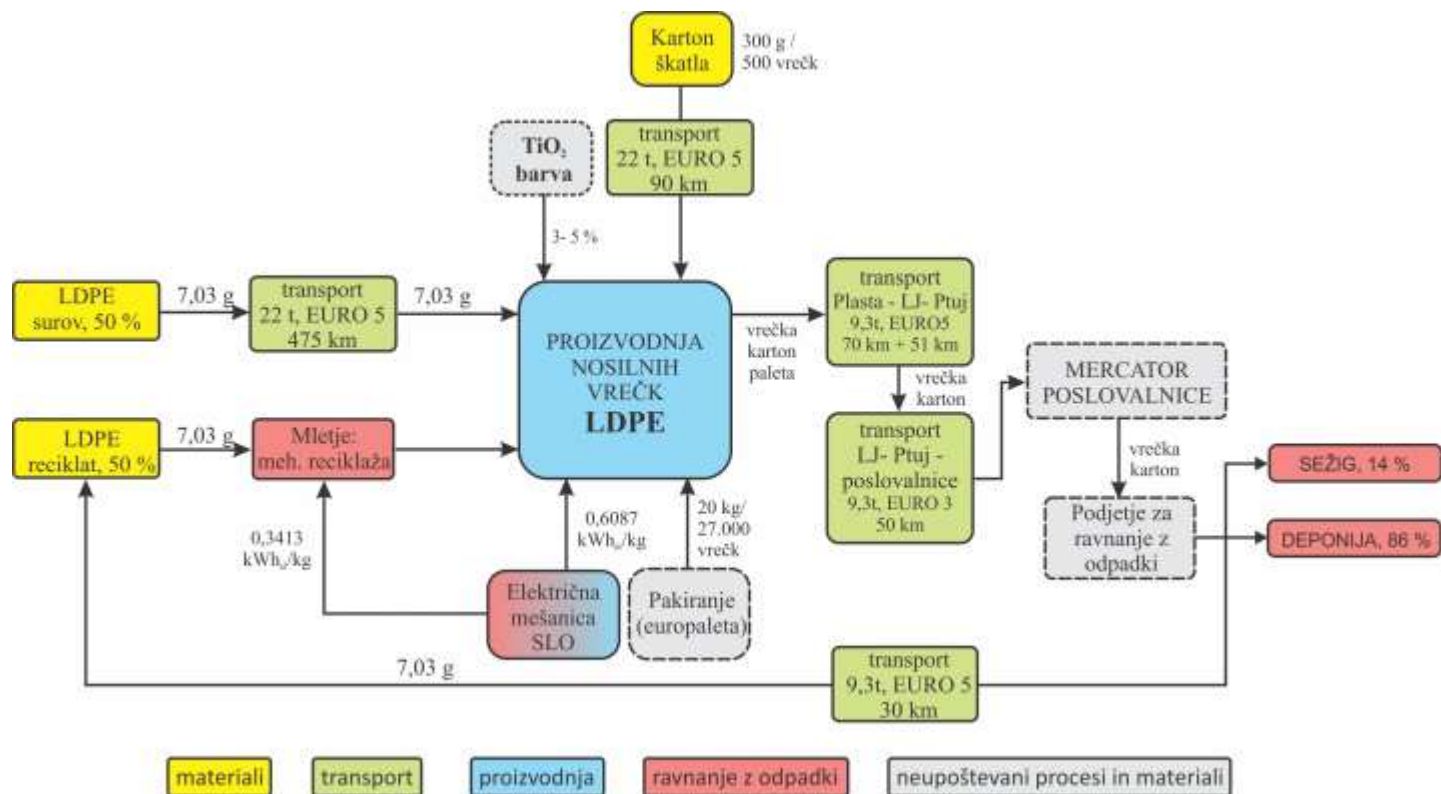 Karton
škatla
300 g /
500 vrečk
TiO₂
barva
transport
22 t, EURO 5
90 km
3- 5 %
LDPE
surov, 50 %
7,03 g
transport
22 t, EURO 5
475 km
7,03 g
PROIZVODNJA
NOSILNIH
VREČK
LDPE
vrečka
karton
paleta
transport
Plasta - LJ- Ptuj
9,3t, EURO5
70 km + 51 km
vrečka
karton
MERCATOR
POSLOVALNICE
LDPE
reciklat, 50 %
7,03 g
Mletje:
meh. reciklaža
transport
LJ- Ptuj -
poslovalnice
9,3t, EURO 3
50 km
vrečka
karton
SEŽIG, 14 %
Podjetje za
ravnanje z
odpadki
DEPONIJA, 86 %
0,3413
kWhₑₗ/kg
0,6087
kWhₑₗ/kg
20 kg/
27.000
vrečk
Električna
mešanica
SLO
Pakiranje
(europaleta)
7,03 g
transport
9,3t, EURO 5
30 km
materiali
transport
proizvodnja
ravnanje z odpadki
neupoštevani procesi in materiali